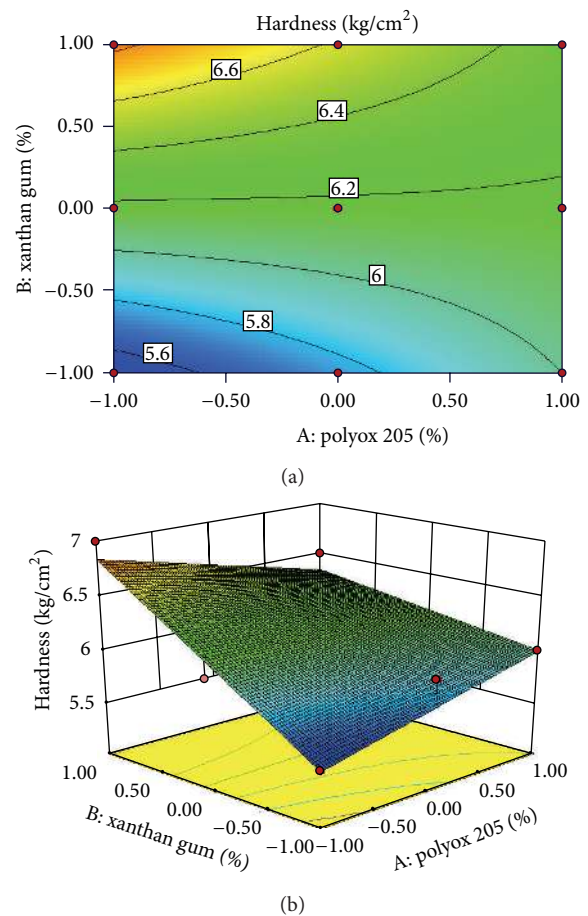 Hardness (kg/cm²)
1.00
6.6
6.4
0.50
6.2
0.00
6
−0.50
5.8
5.6
−1.00
B: xanthan gum (%)
−1.00 −0.50 0.00 0.50 1.00
A: polyox 205 (%)
(a)
7
6.5
6
5.5
Hardness (kg/cm²)
1.00 0.50 0.00 −0.50 −1.00
B: xanthan gum (%)
−1.00 −0.50 0.00 0.50 1.00
A: polyox 205 (%)
(b)